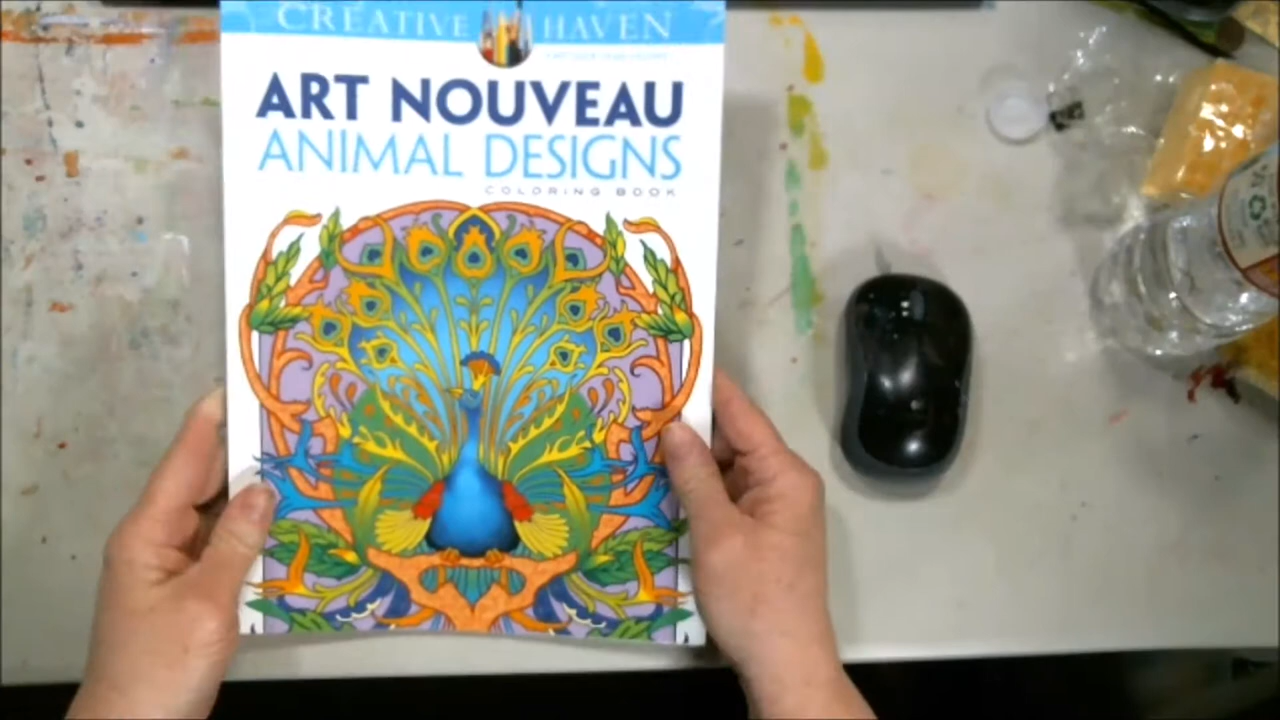 CREATIVE HAVEN
ART NOUVEAU
ANIMAL DESIGNS
COLORING BOOK